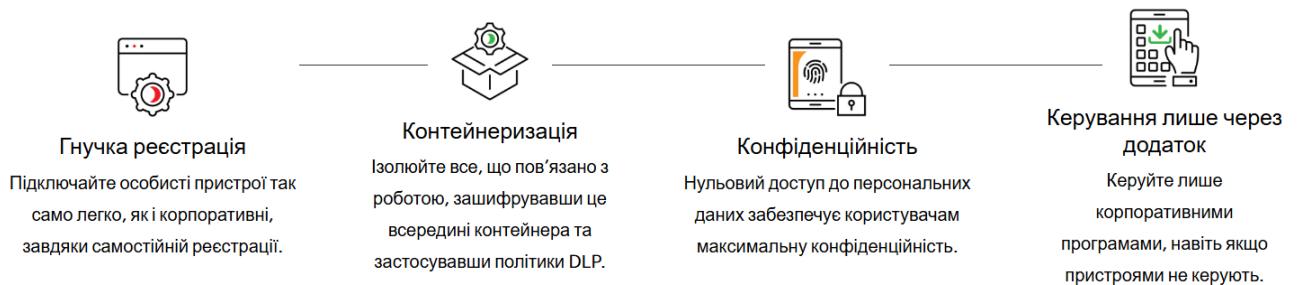 Гнучка реєстрація
Підключайте особисті пристрої так
само легко, як і корпоративні,
завдяки самостійній реєстрації.
Контейнеризація
Ізолюйте все, що пов’язано з
роботою, зашифрувавши це
всередині контейнера та
застосувавши політики DLP.
Конфіденційність
Нульовий доступ до персональних
даних забезпечує користувачам
максимальну конфіденційність.
Керування лише через
додаток
Керуйте лише
корпоративними
програмами, навіть якщо
пристроями не керують.